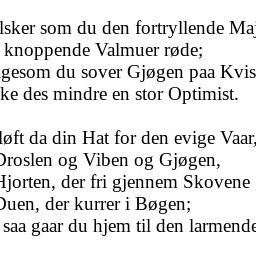 lsker som du den fortryllende Maj
knoppende Valmuer røde;
gesom du sover Gjøgen paa Kvis
ke des mindre en stor Optimist.
løft da din Hat for den evige Vaar,
Droslen og Viben og Gjøgen,
Hjorten, der fri gjennem Skovene
Duen, der kurrer i Bøgen;
saa gaar du hjem til den larmende